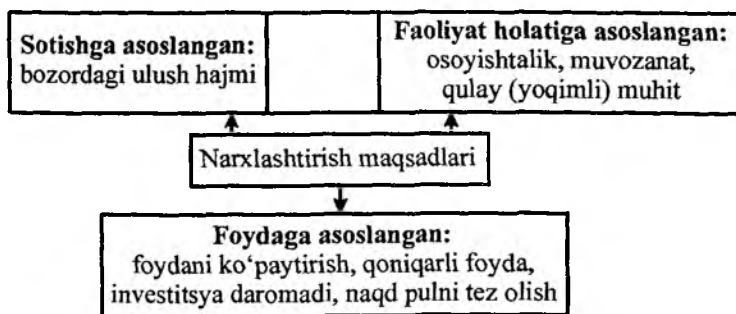 Sotishga asoslangan:
bozordagi ulush hajmi
Faoliyat holatiga asoslangan:
osoyishtalik, muvozanat,
qulay (yoqimli) muhit
Narxlashtirish maqsadlari
Foydaga asoslangan:
foydani ko‘paytirish, qoniqarli foyda,
investitsya daromadi, naqd pulni tez olish